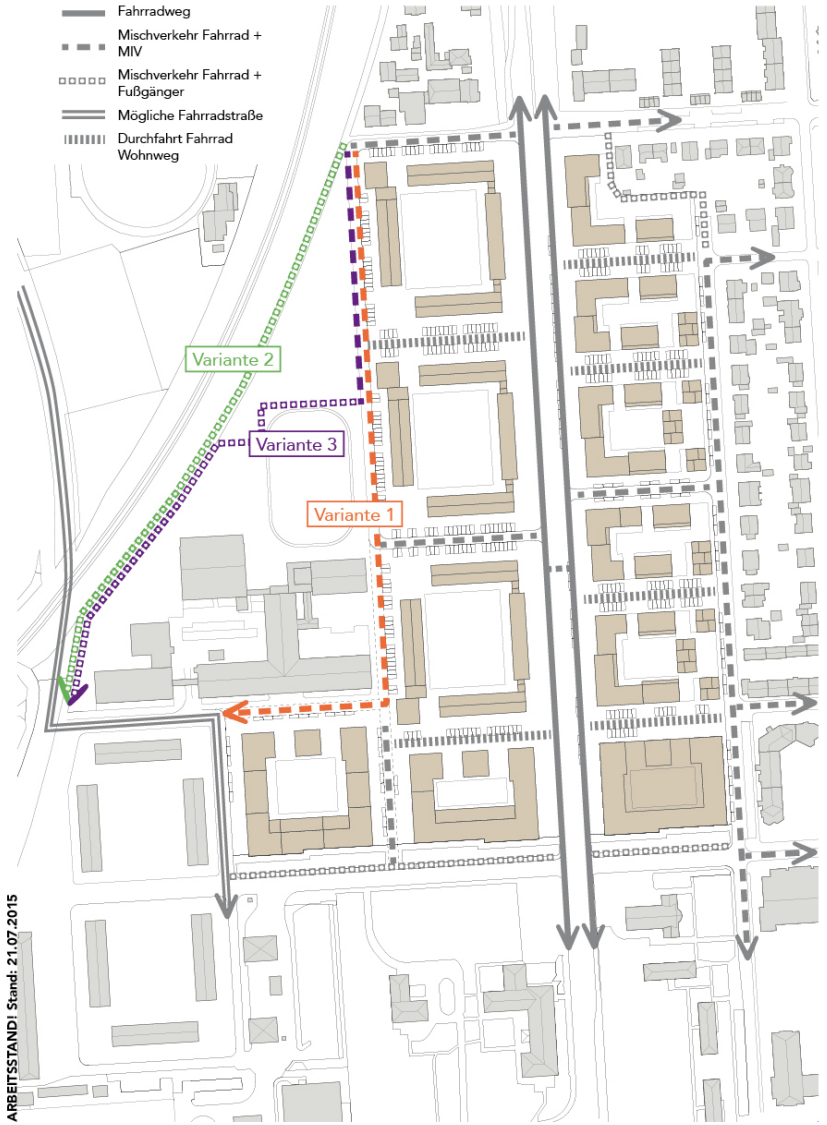 Fahrradweg
Mischverkehr Fahrrad +
MIV
Mischverkehr Fahrrad +
Fußgänger
Mögliche Fahrradstraße
Durchfahrt Fahrrad
Wohnweg
Variante 2
Variante 3
Variante 1
ARBEITSSTAND! Stand: 21.07.2015